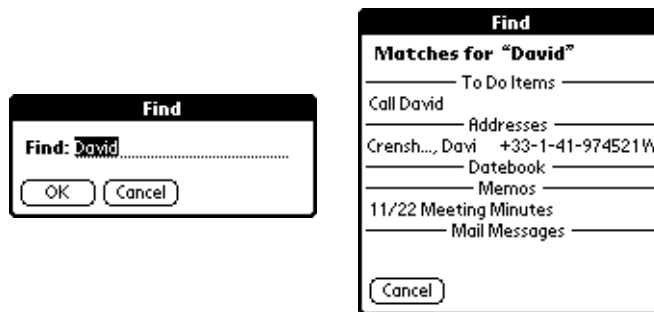 Find
Find: David
OK Cancel
Find
Matches for “David”
To Do Items
Call David
Addresses
Crensh..., Davi +33-1-41-974521W
Datebook
Memos
11/22 Meeting Minutes
Mail Messages
Cancel